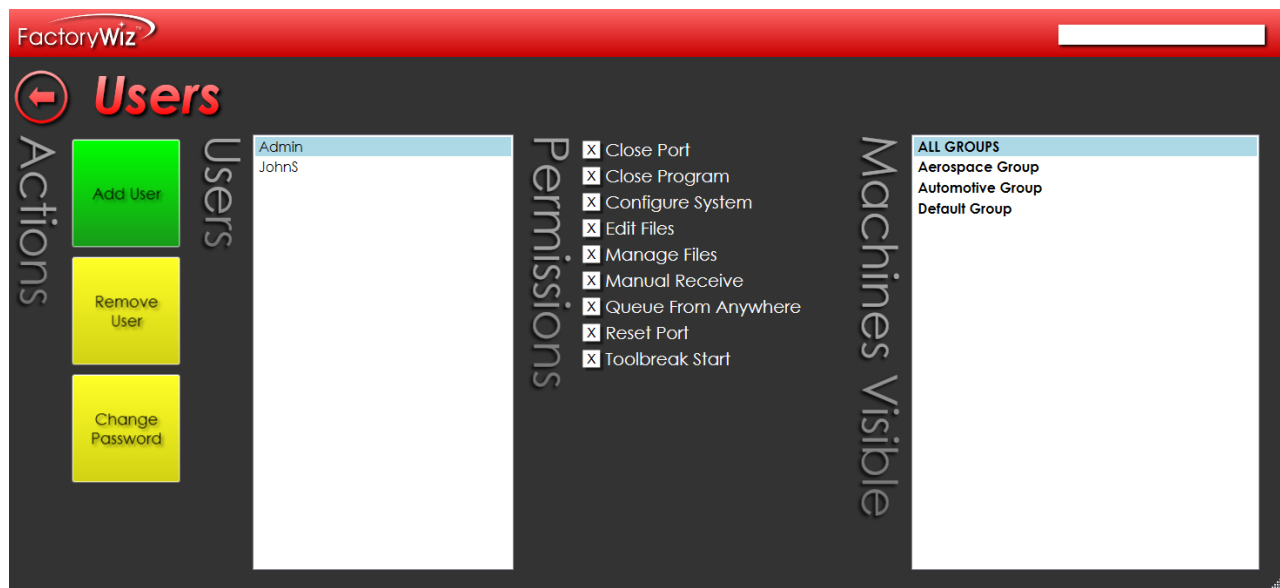 FactoryWiz™
Users
Actions
Add User
Remove
User
Change
Password
Users
Admin
JohnS
Permissions
X Close Port
X Close Program
X Configure System
X Edit Files
X Manage Files
X Manual Receive
X Queue From Anywhere
X Reset Port
X Toolbreak Start
Machines Visible
ALL GROUPS
Aerospace Group
Automotive Group
Default Group